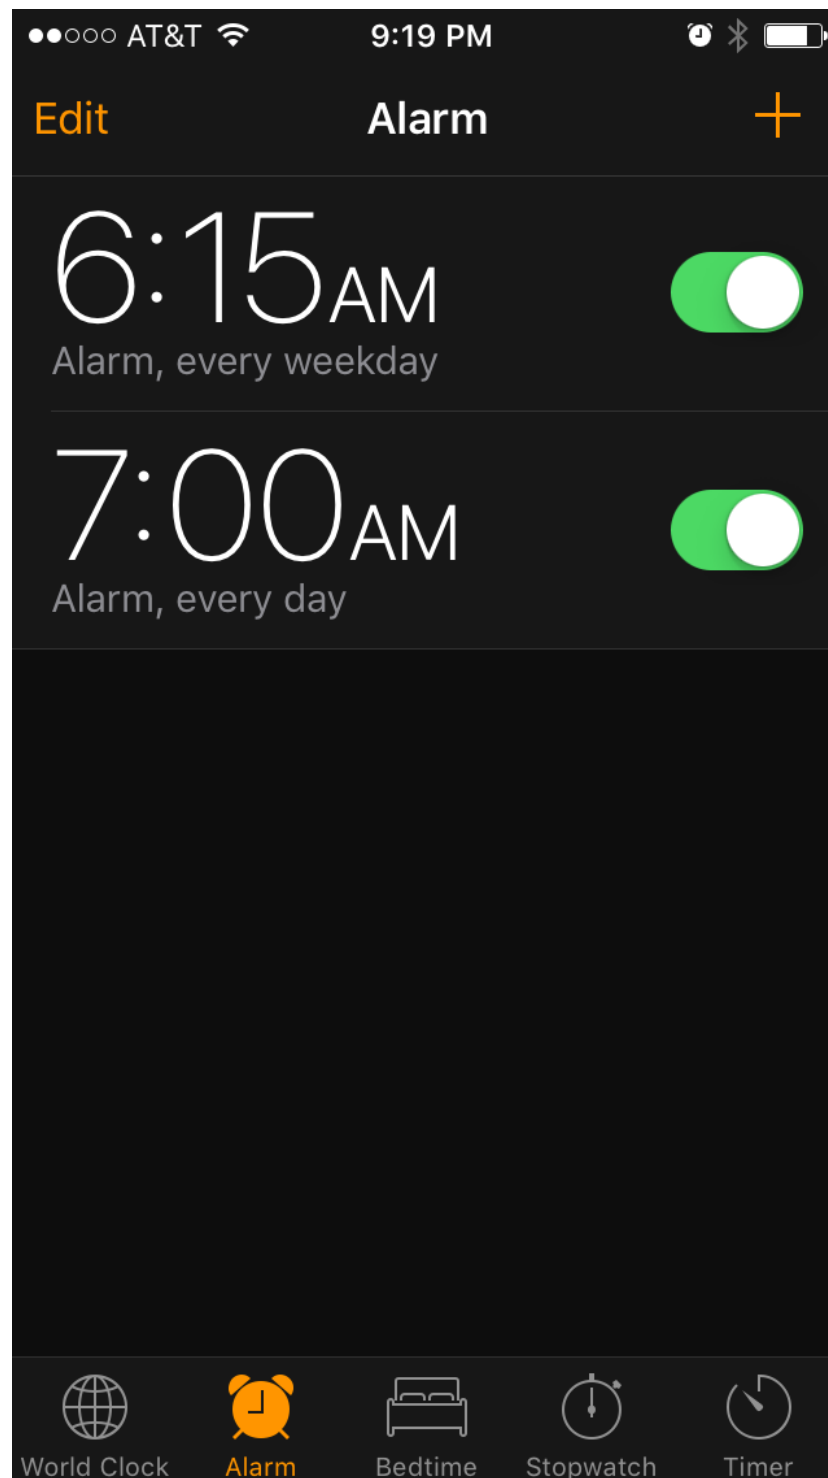 AT&T 9:19 PM
Edit Alarm +
6:15AM
Alarm, every weekday
7:00AM
Alarm, every day
World Clock Alarm Bedtime Stopwatch Timer